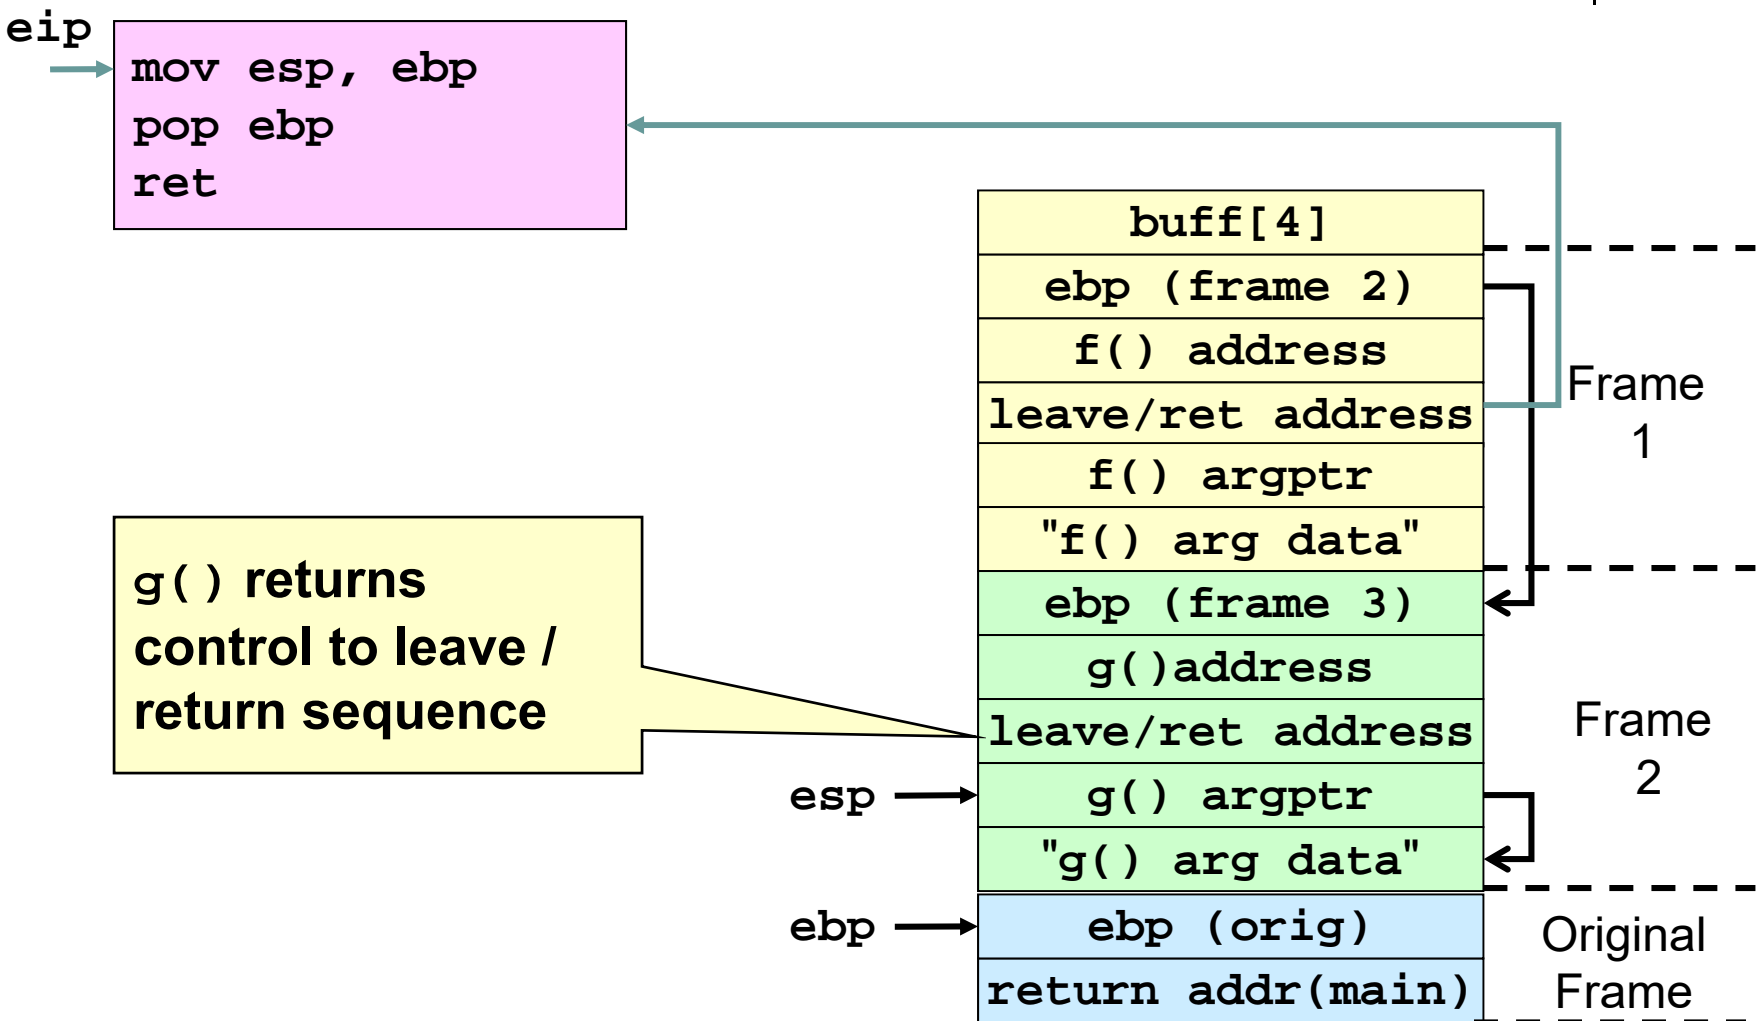 eip
mov esp, ebp
pop ebp
ret
buff[4]
ebp (frame 2)
f() address
leave/ret address
f() argptr
"f() arg data"
Frame
1
ebp (frame 3)
g()address
leave/ret address
g() argptr
"g() arg data"
Frame
2
g() returns
control to leave /
return sequence
esp
ebp
ebp (orig)
return addr(main)
Original
Frame